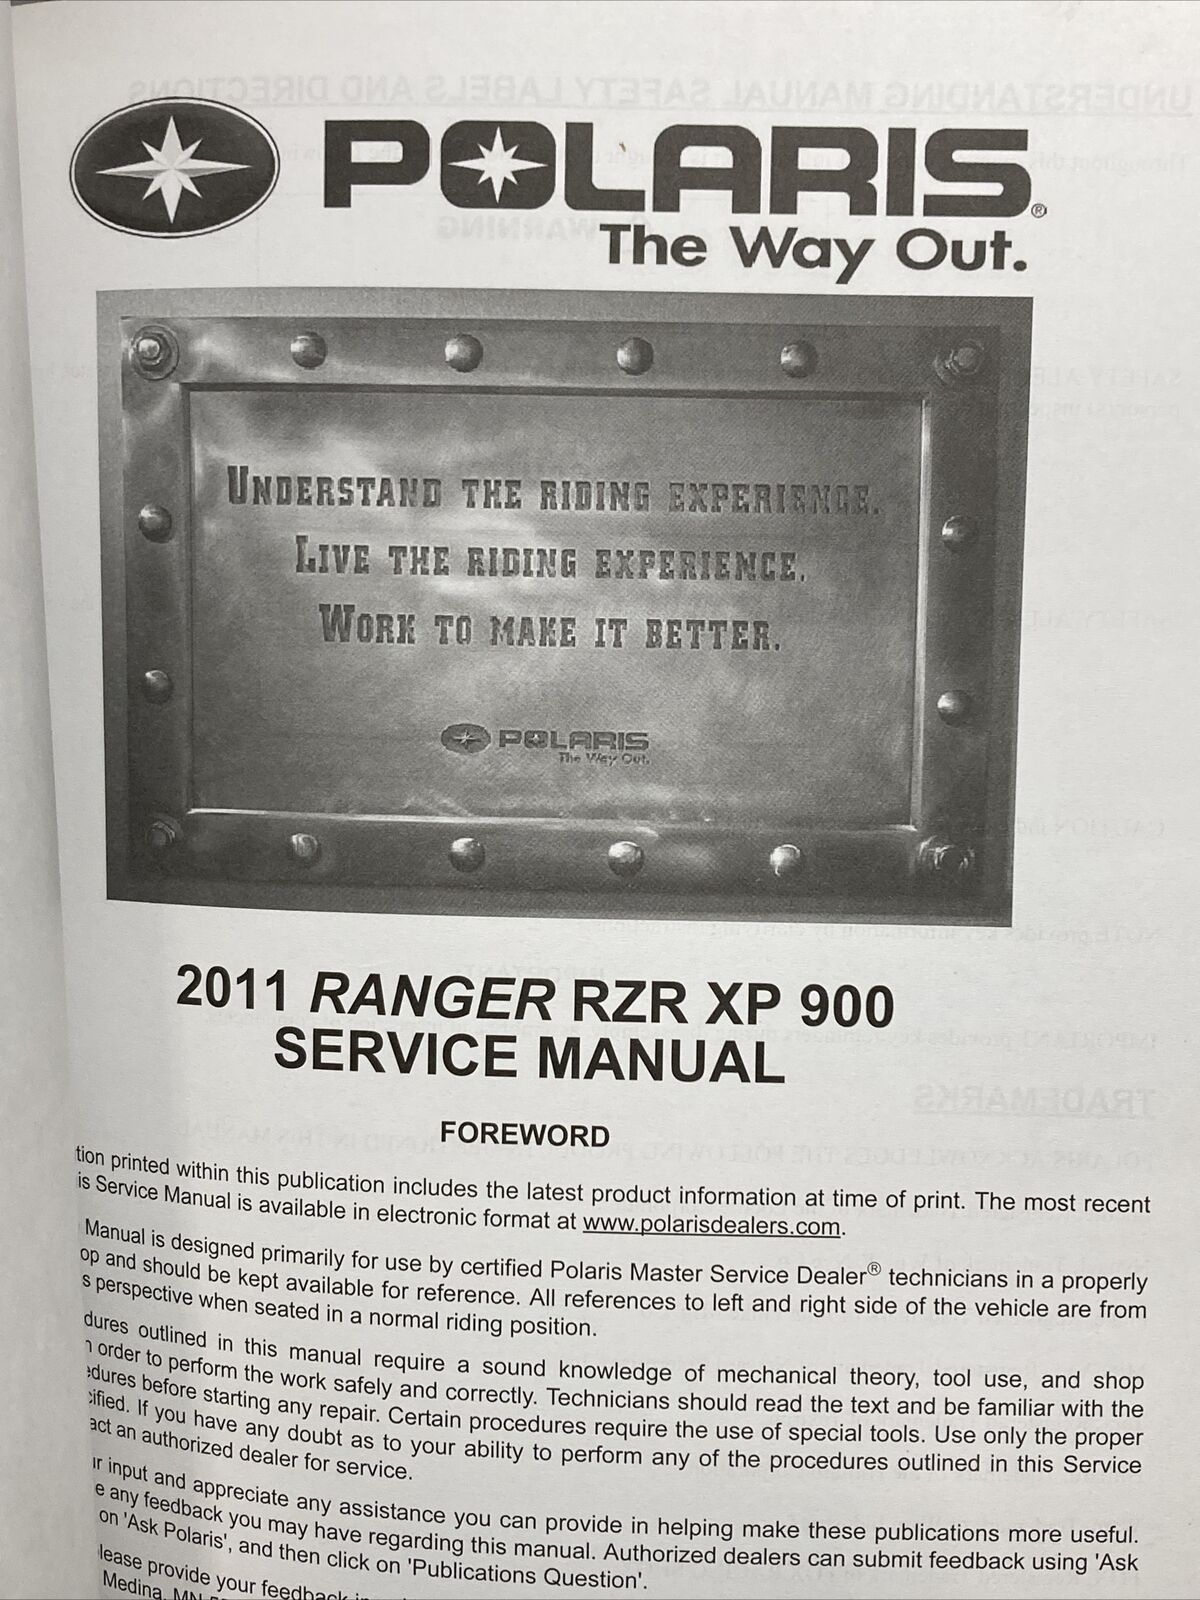 POLARIS®
The Way Out.
UNDERSTAND THE RIDING EXPERIENCE.
LIVE THE RIDING EXPERIENCE.
WORK TO MAKE IT BETTER.
POLARIS
The Way Out.
2011 RANGER RZR XP 900
SERVICE MANUAL
FOREWORD
tion printed within this publication includes the latest product information at time of print. The most recent
is Service Manual is available in electronic format at www.polarisdealers.com.
Manual is designed primarily for use by certified Polaris Master Service Dealer® technicians in a properly
op and should be kept available for reference. All references to left and right side of the vehicle are from
s perspective when seated in a normal riding position.
dures outlined in this manual require a sound knowledge of mechanical theory, tool use, and shop
n order to perform the work safely and correctly. Technicians should read the text and be familiar with the
edures before starting any repair. Certain procedures require the use of special tools. Use only the proper
cified. If you have any doubt as to your ability to perform any of the procedures outlined in this Service
act an authorized dealer for service.
ur input and appreciate any assistance you can provide in helping make these publications more useful.
e any feedback you may have regarding this manual. Authorized dealers can submit feedback using 'Ask
on 'Ask Polaris', and then click on 'Publications Question'.
lease provide your feedback
Medina, MN